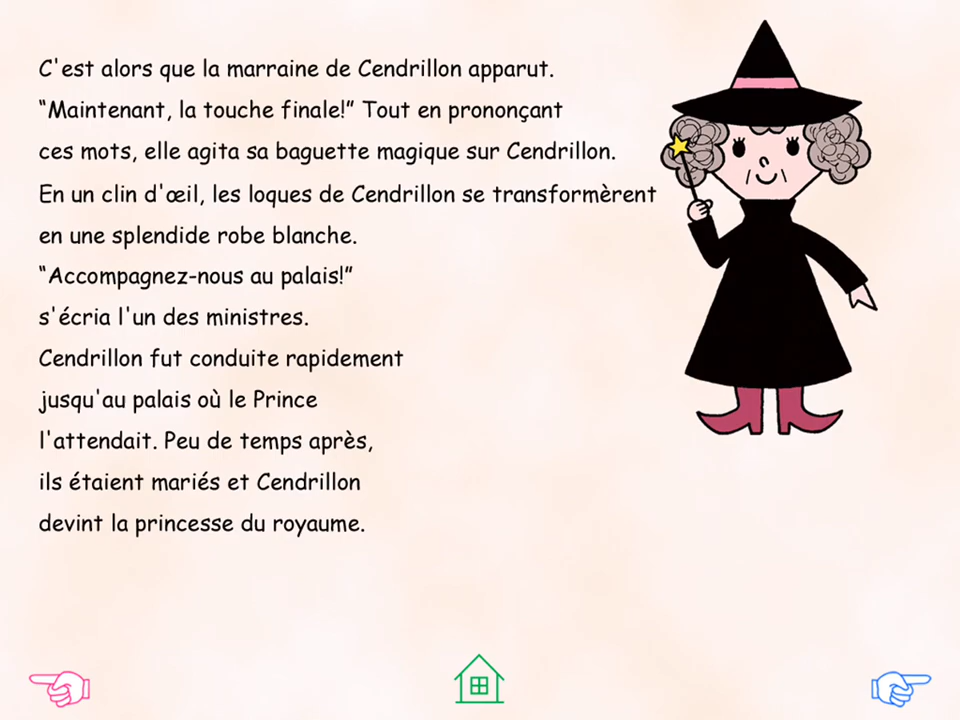 C'est alors que la marraine de Cendrillon apparut.
“Maintenant, la touche finale!” Tout en prononçant
ces mots, elle agita sa baguette magique sur Cendrillon.
En un clin d'œil, les loques de Cendrillon se transformèrent
en une splendide robe blanche.
“Accompagnez-nous au palais!”
s'écria l'un des ministres.
Cendrillon fut conduite rapidement
jusqu'au palais où le Prince
l'attendait. Peu de temps après,
ils étaient mariés et Cendrillon
devint la princesse du royaume.